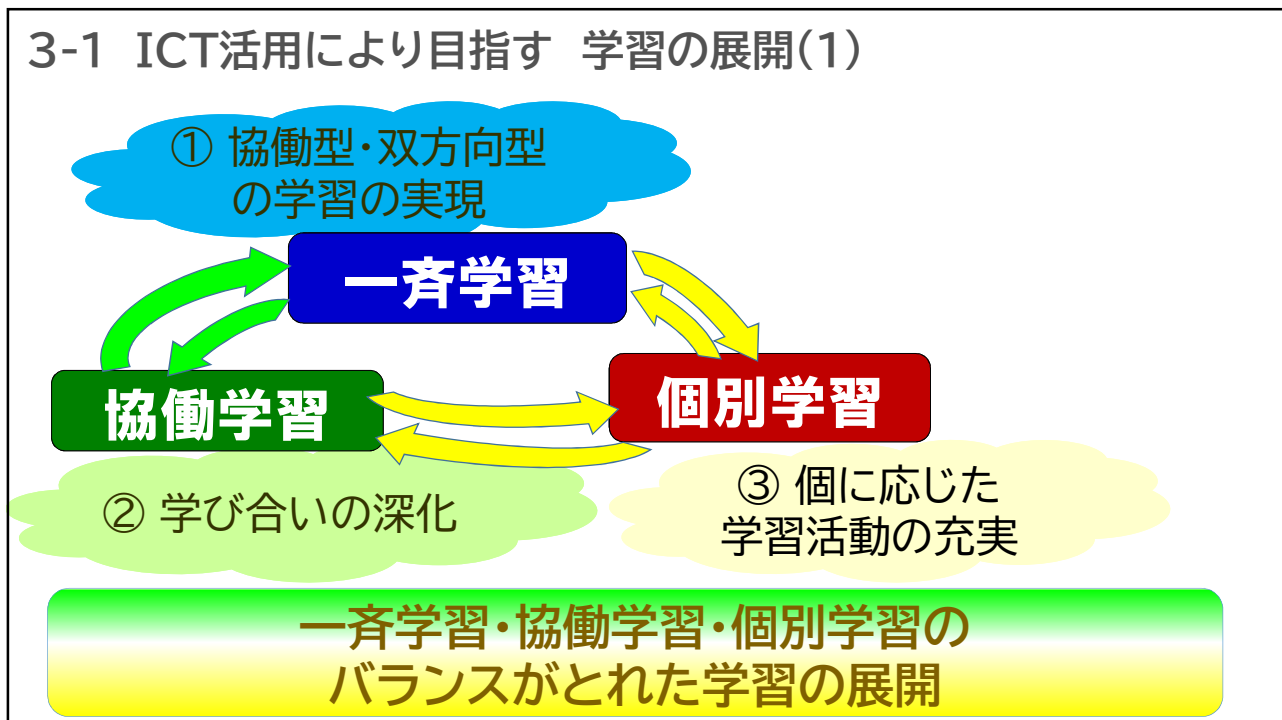 3-1 ICT活用により目指す 学習の展開(1)
① 協働型・双方向型
の学習の実現
一斉学習
協働学習
個別学習
② 学び合いの深化
③ 個に応じた
学習活動の充実
一斉学習・協働学習・個別学習の
バランスがとれた学習の展開